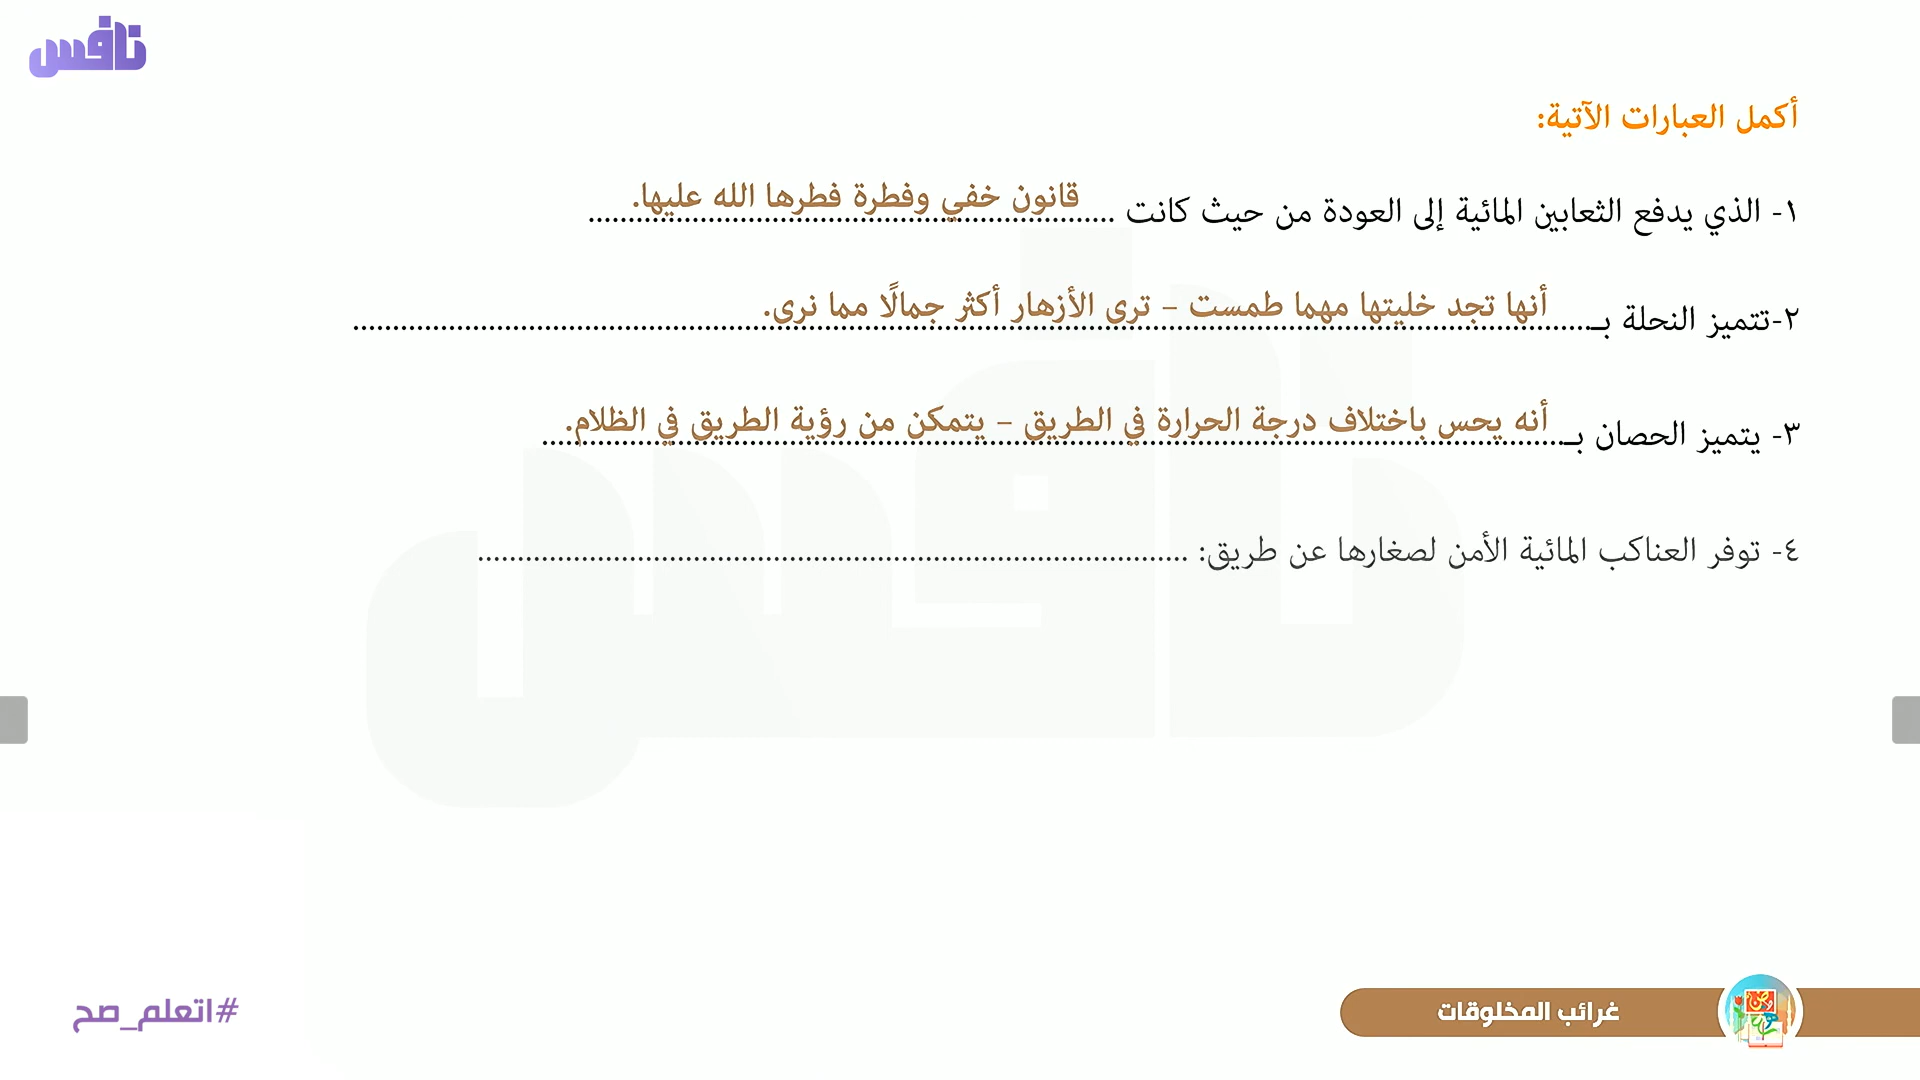 نافس
أكمل العبارات الآتية:
١- الذي يدفع الثعابين المائية إلى العودة من حيث كانت قانون خفي وفطرة فطرها الله عليها.
٢-تتميز النحلة بـ أنها تجد خليتها مهما طمست – ترى الأزهار أكثر جمالًا مما نرى.
٣- يتميز الحصان بـ أنه يحس باختلاف درجة الحرارة في الطريق – يتمكن من رؤية الطريق في الظلام.
٤- توفر العناكب المائية الأمن لصغارها عن طريق: ................................................
غرائب المخلوقات
#اتعلم_صح